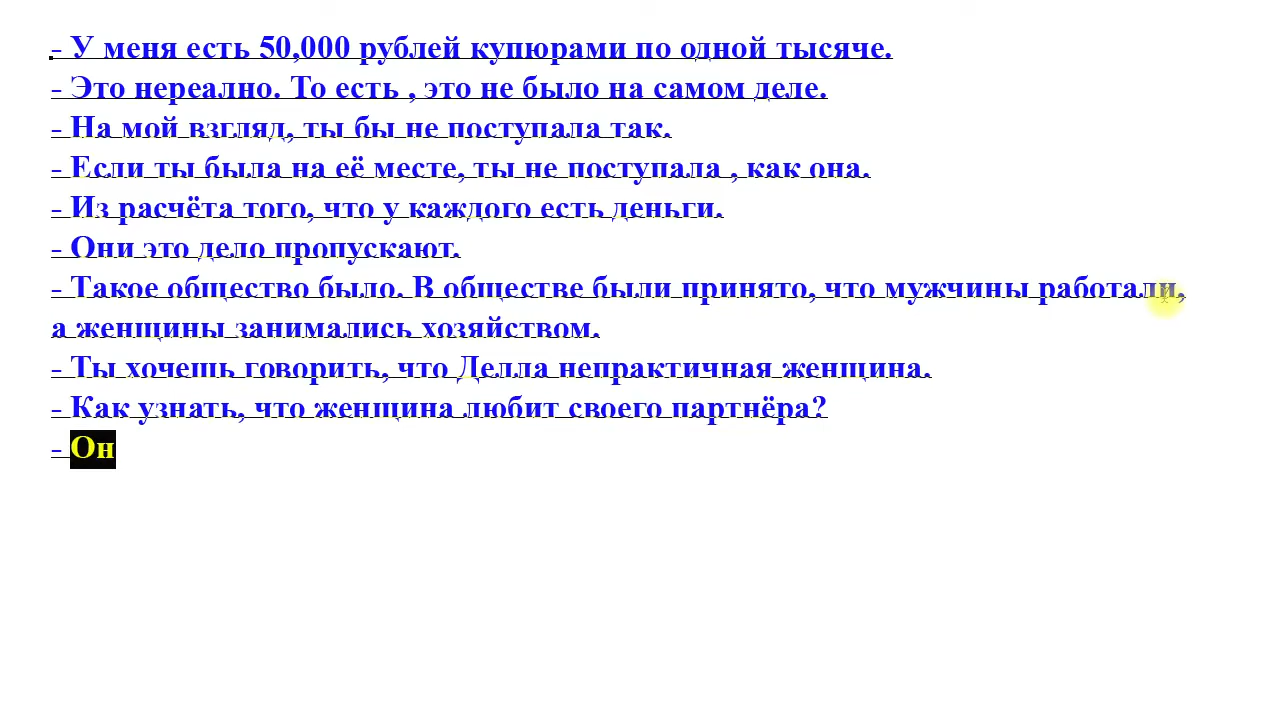 - У меня есть 50,000 рублей купюрами по одной тысяче.
- Это нереално. То есть , это не было на самом деле.
- На мой взгляд, ты бы не поступала так.
- Если ты была на её месте, ты не поступала , как она.
- Из расчёта того, что у каждого есть деньги.
- Они это дело пропускают.
- Такое общество было. В обществе были принято, что мужчины работали,
а женщины занимались хозяйством.
- Ты хочешь говорить, что Делла непрактичная женщина.
- Как узнать, что женщина любит своего партнёра?
- Он